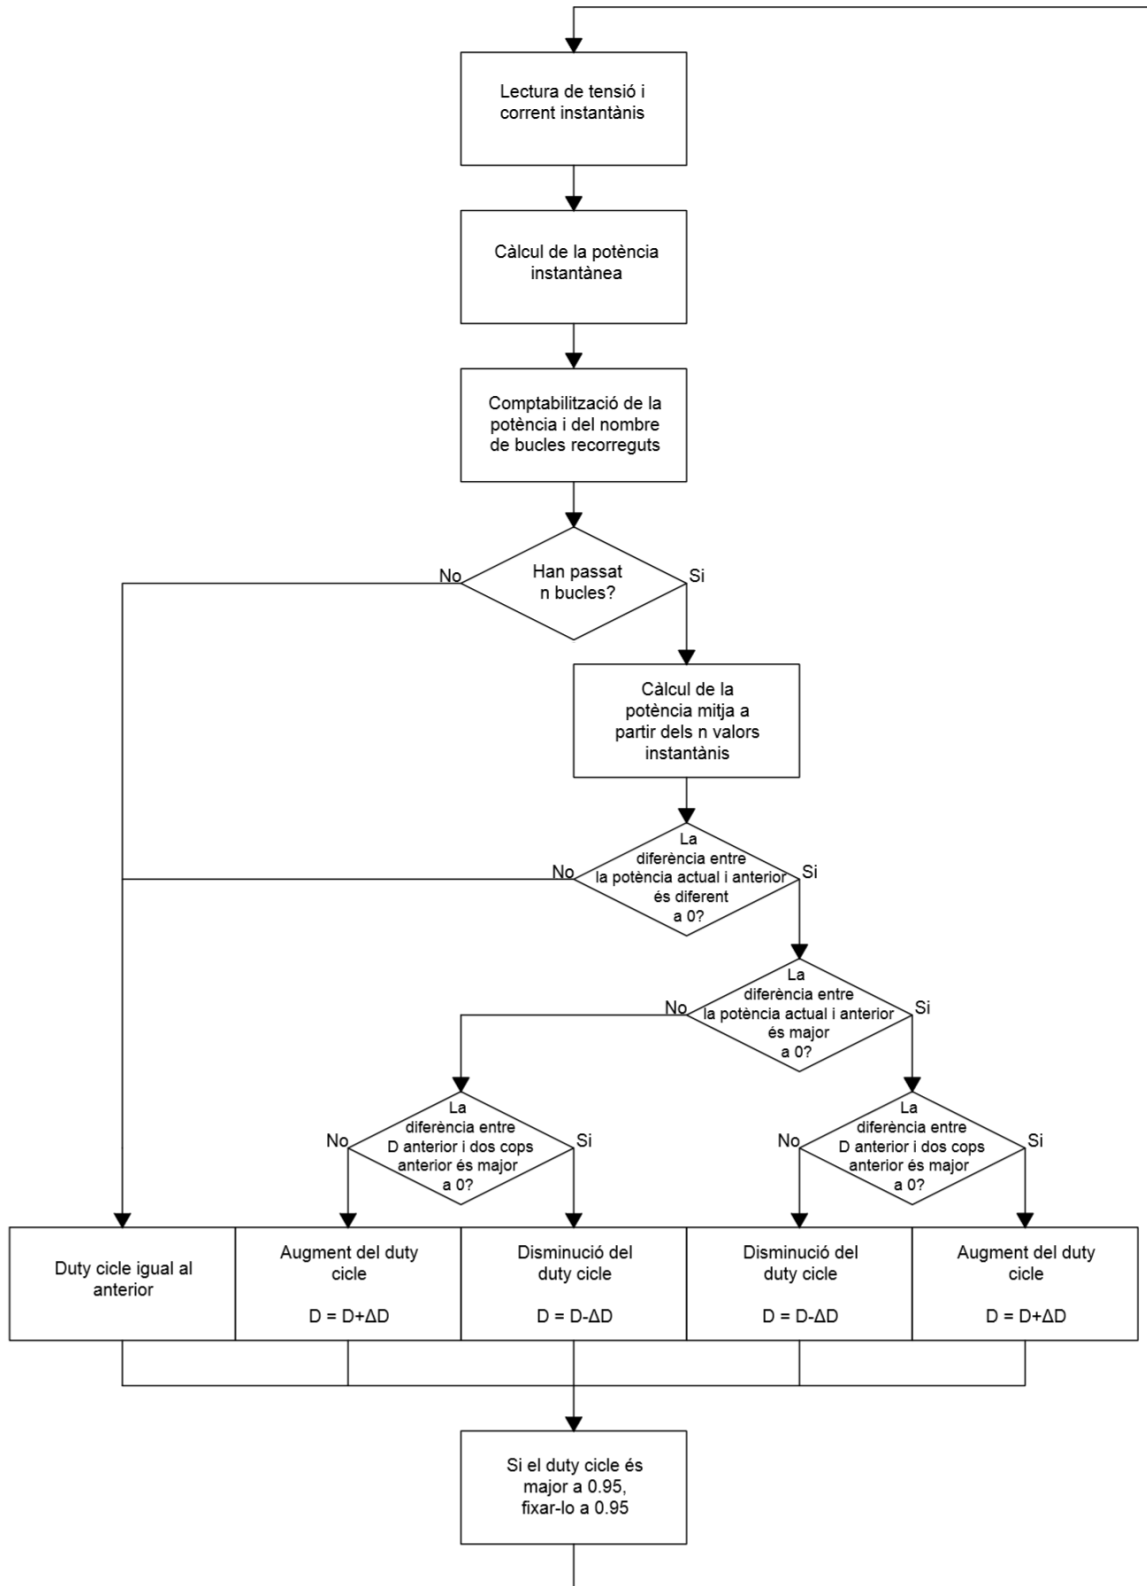 Lectura de tensió i
corrent instantànis
Càlcul de la potència
instantànea
Comptabilització de la
potència i del nombre
de bucles recorreguts
No
Han passat
n bucles?
Si
Càlcul de la
potència mitja a
partir dels n valors
instantànis
No
La
diferència entre
la potència actual i anterior
és diferent
a 0?
Si
No
La
diferència entre
la potència actual i anterior
és major
a 0?
Si
No
La
diferència entre
D anterior i dos cops
anterior és major
a 0?
Si
No
La
diferència entre
D anterior i dos cops
anterior és major
a 0?
Si
Duty cicle igual al
anterior
Augment del duty
cicle
D = D+ΔD
Disminució del
duty cicle
D = D-ΔD
Disminució del
duty cicle
D = D-ΔD
Augment del duty
cicle
D = D+ΔD
Si el duty cicle és
major a 0.95,
fixar-lo a 0.95